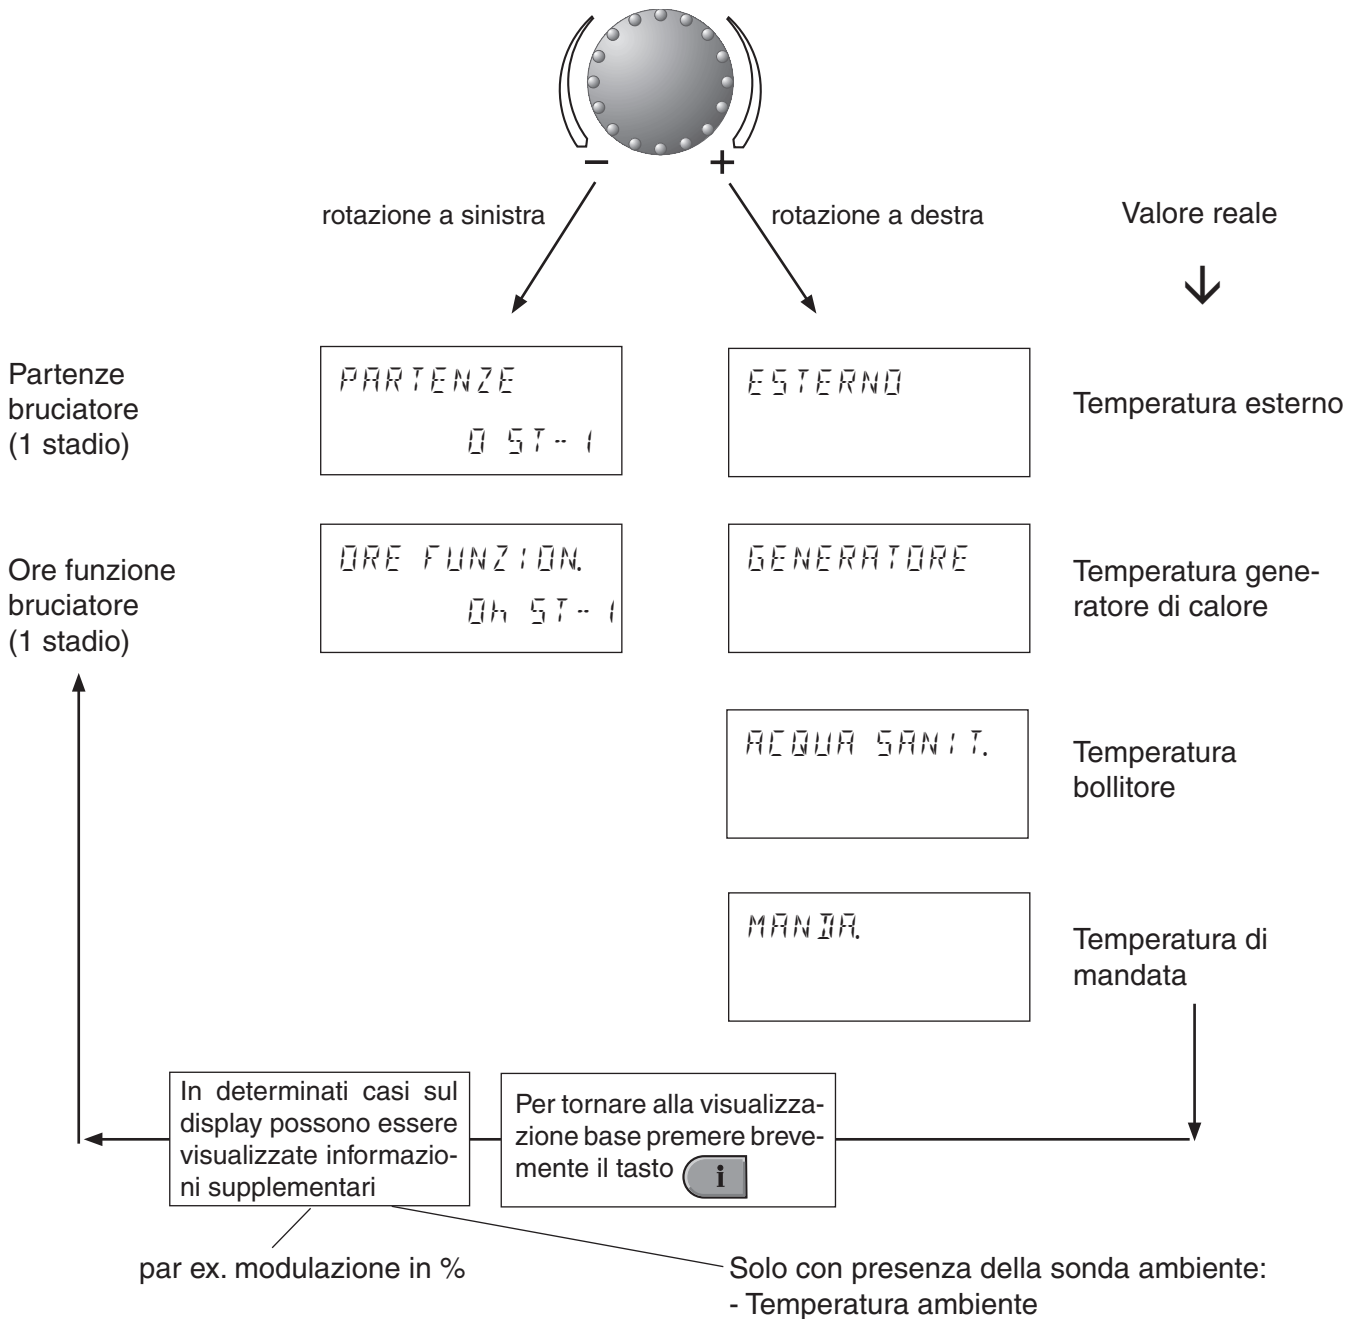 − +
rotazione a sinistra
rotazione a destra
Valore reale
Partenze
bruciatore
(1 stadio)
PARTENZE
0 ST-1
ESTERNO
Temperatura esterno
Ore funzione
bruciatore
(1 stadio)
ORE FUNZION.
0h ST-1
GENERATORE
Temperatura gene-
ratore di calore
ACQUA SANIT.
Temperatura
bollitore
MANDA.
Temperatura di
mandata
In determinati casi sul
display possono essere
visualizzate informazio-
ni supplementari
Per tornare alla visualizza-
zione base premere breve-
mente il tasto i
par ex. modulazione in %
Solo con presenza della sonda ambiente:
- Temperatura ambiente